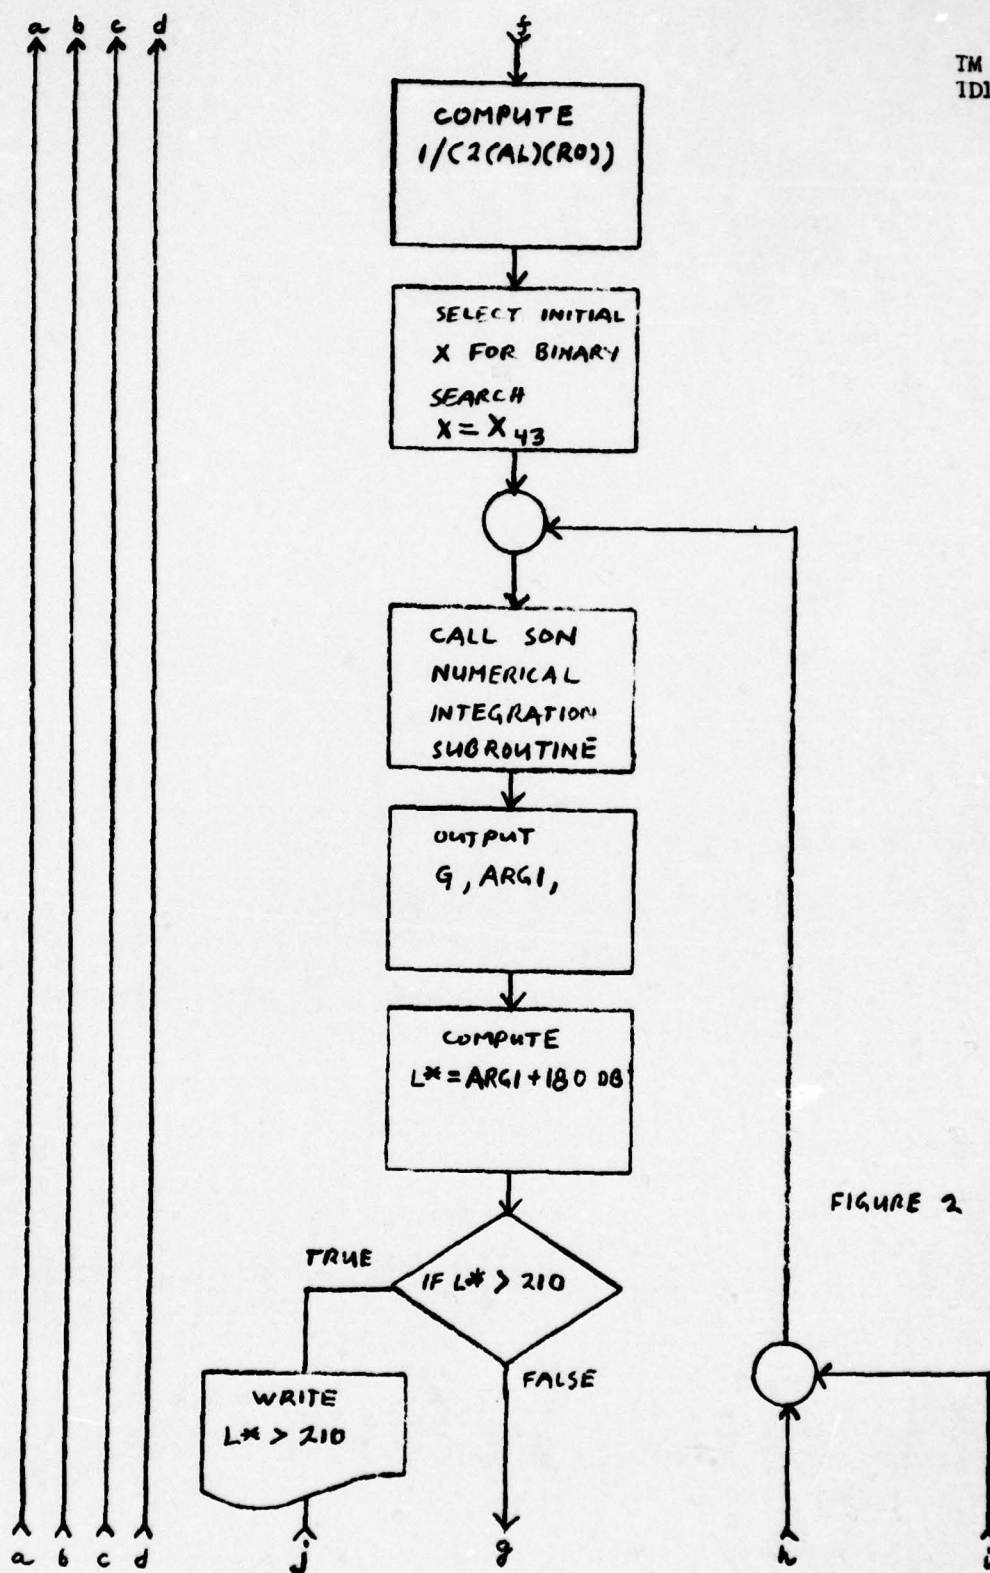 a b c d
f
TM
COMPUTE
1/(2(AL)(RO))
SELECT INITIAL
X FOR BINARY
SEARCH
X = X43
CALL SON
NUMERICAL
INTEGRATION
SUBROUTINE
OUTPUT
G, ARG1,
COMPUTE
L* = ARG1 + 180 DB
FIGURE 2
TRUE
IF L* > 210
FALSE
WRITE
L* > 210
a b c d j g h i